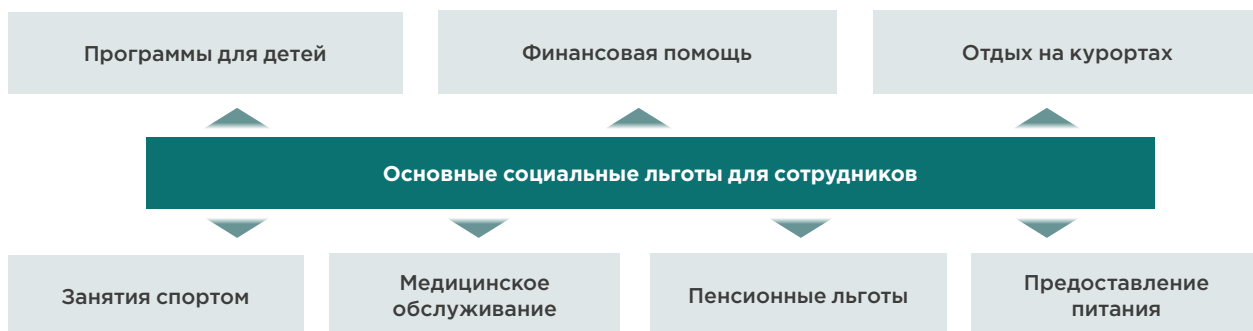 Программы для детей
Финансовая помощь
Отдых на курортах
Основные социальные льготы для сотрудников
Занятия спортом
Медицинское
обслуживание
Пенсионные льготы
Предоставление
питания